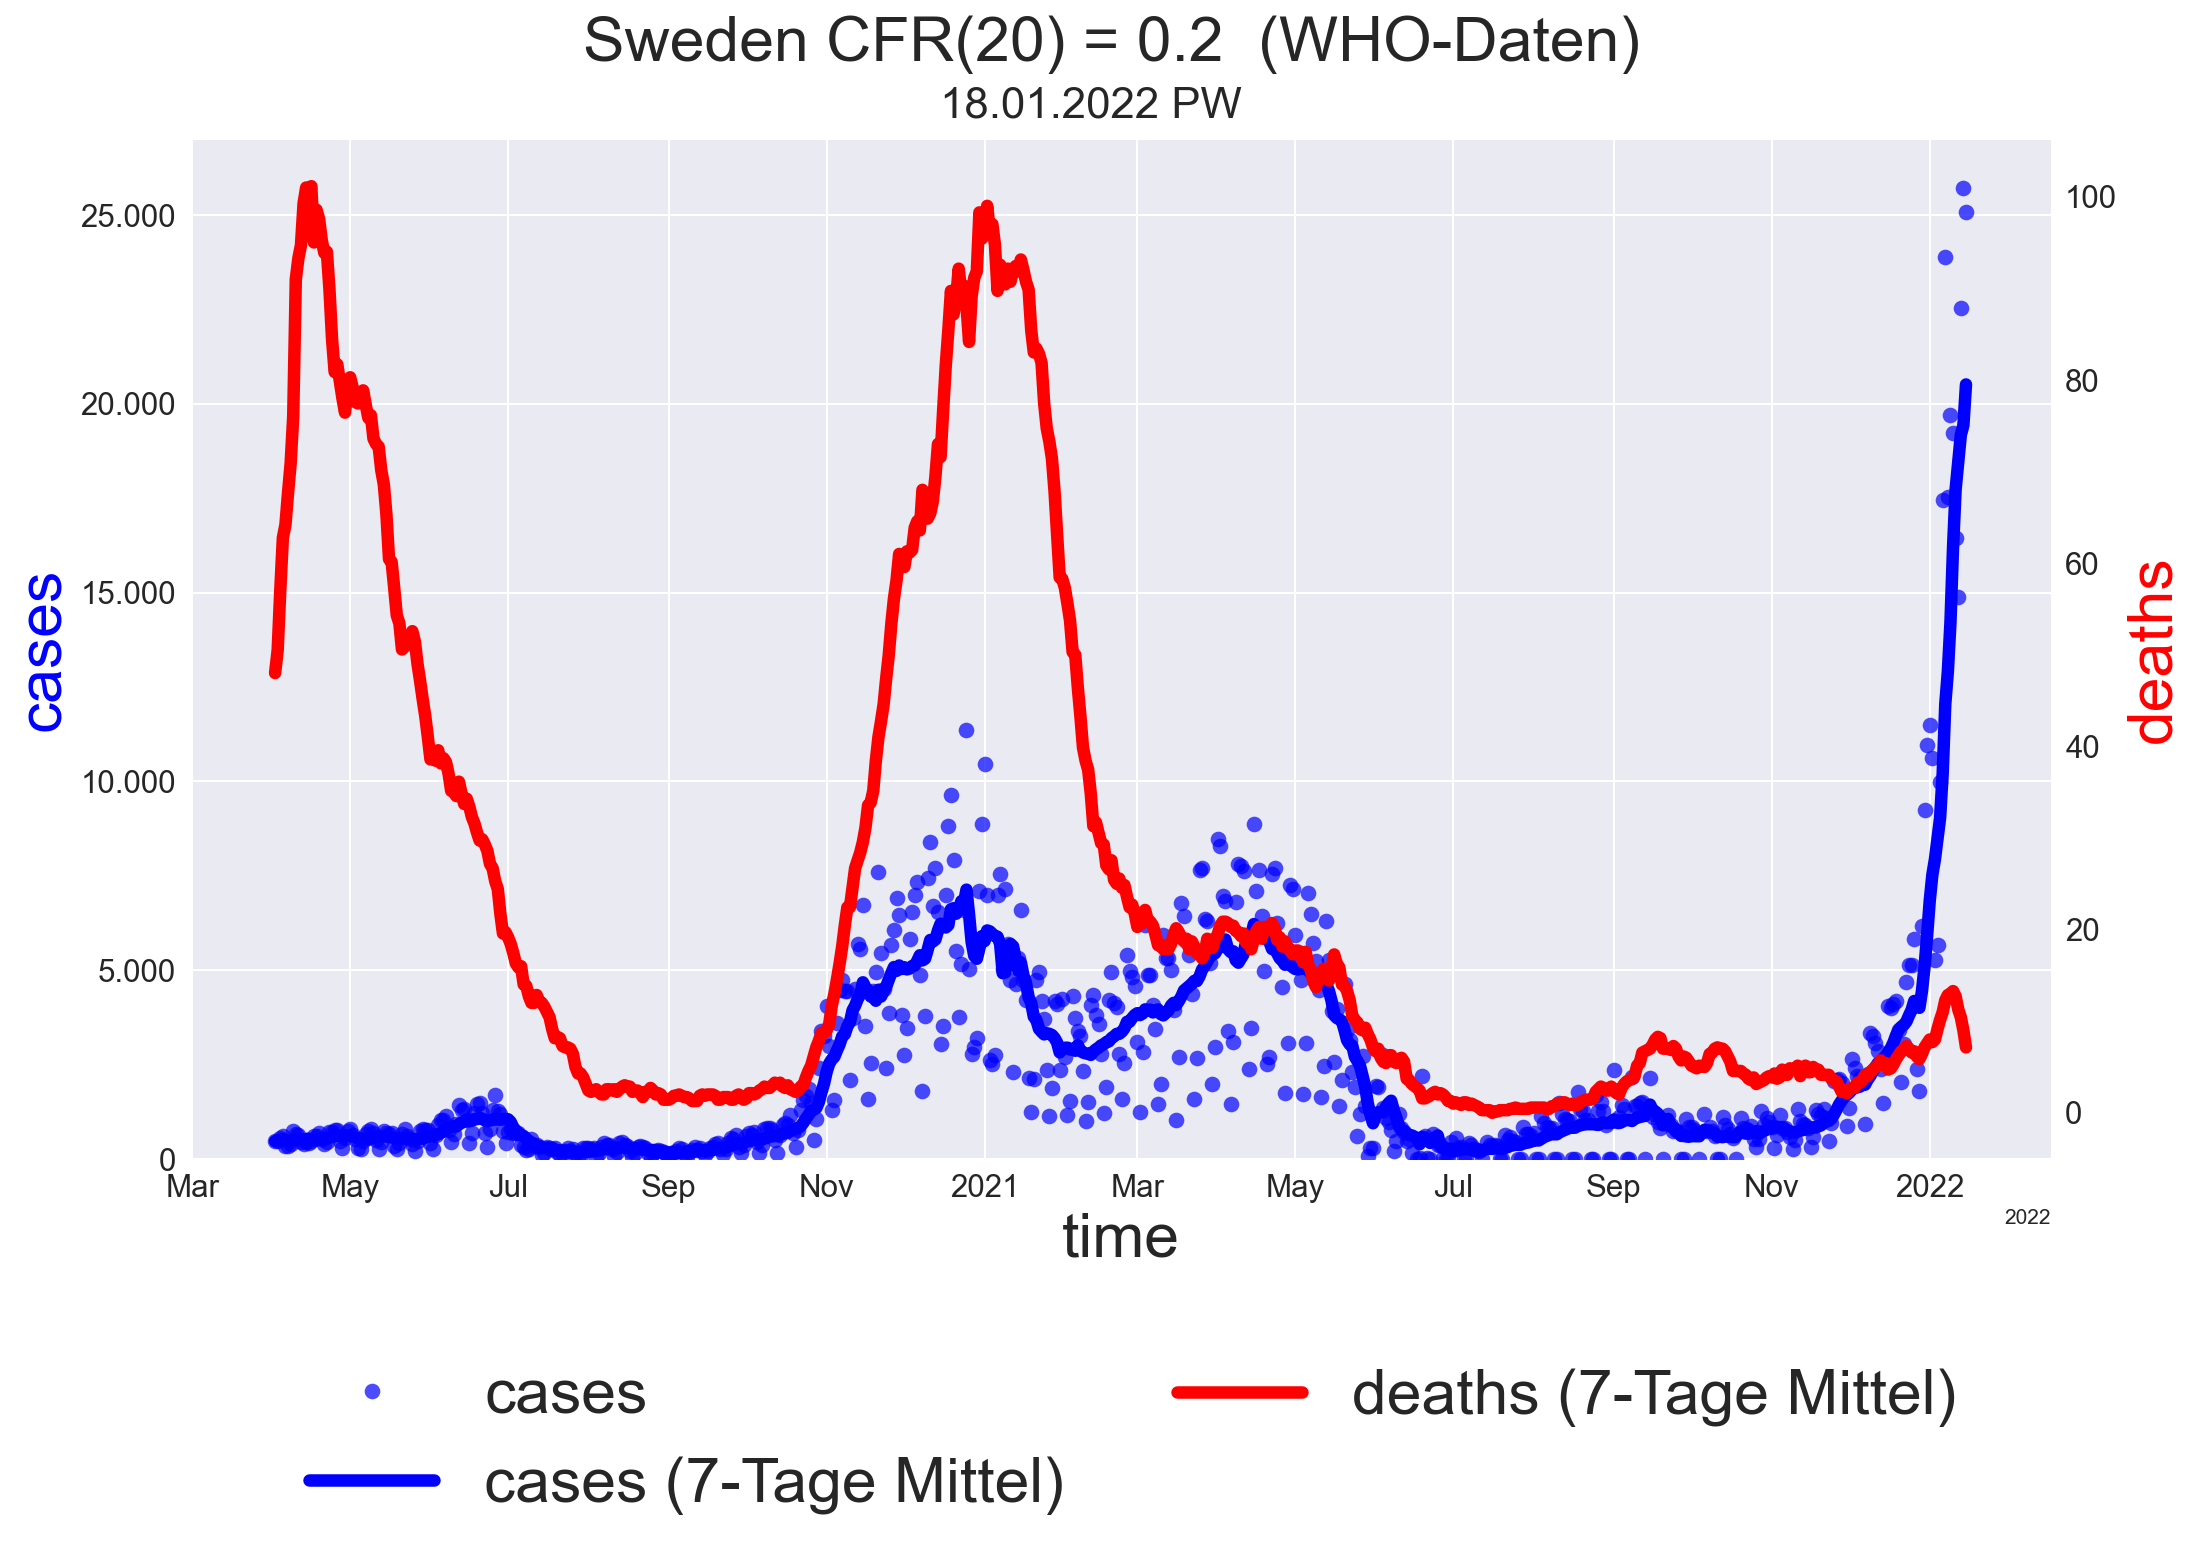 Sweden CFR(20) = 0.2  (WHO-Daten)
18.01.2022 PW
25.000
20.000
15.000
10.000
5.000
0
cases
100
80
60
40
20
0
deaths
Mar May Jul Sep Nov 2021 Mar May Jul Sep Nov 2022
2022
time
cases
cases (7-Tage Mittel)
deaths (7-Tage Mittel)